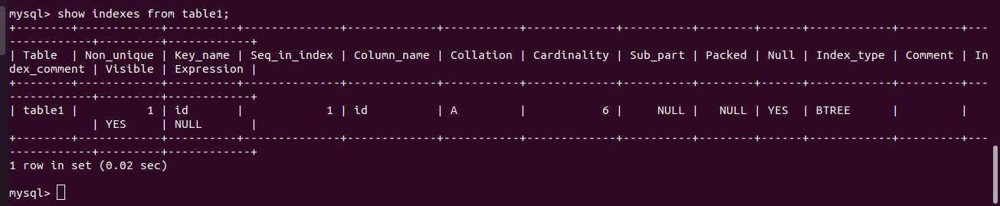 mysql> show indexes from table1;
+--------+------------+----------+--------------+-------------+-----------+-------------+----------+--------+------+------------+---------+---
------------+---------+------------+
| Table  | Non_unique | Key_name | Seq_in_index | Column_name | Collation | Cardinality | Sub_part | Packed | Null | Index_type | Comment | In
dex_comment | Visible | Expression |
+--------+------------+----------+--------------+-------------+-----------+-------------+----------+--------+------+------------+---------+---
------------+---------+------------+
| table1 |          1 | id       |            1 | id          | A         |           6 |     NULL |   NULL | YES  | BTREE      |         |
            | YES     | NULL       |
+--------+------------+----------+--------------+-------------+-----------+-------------+----------+--------+------+------------+---------+---
------------+---------+------------+
1 row in set (0.02 sec)
mysql>